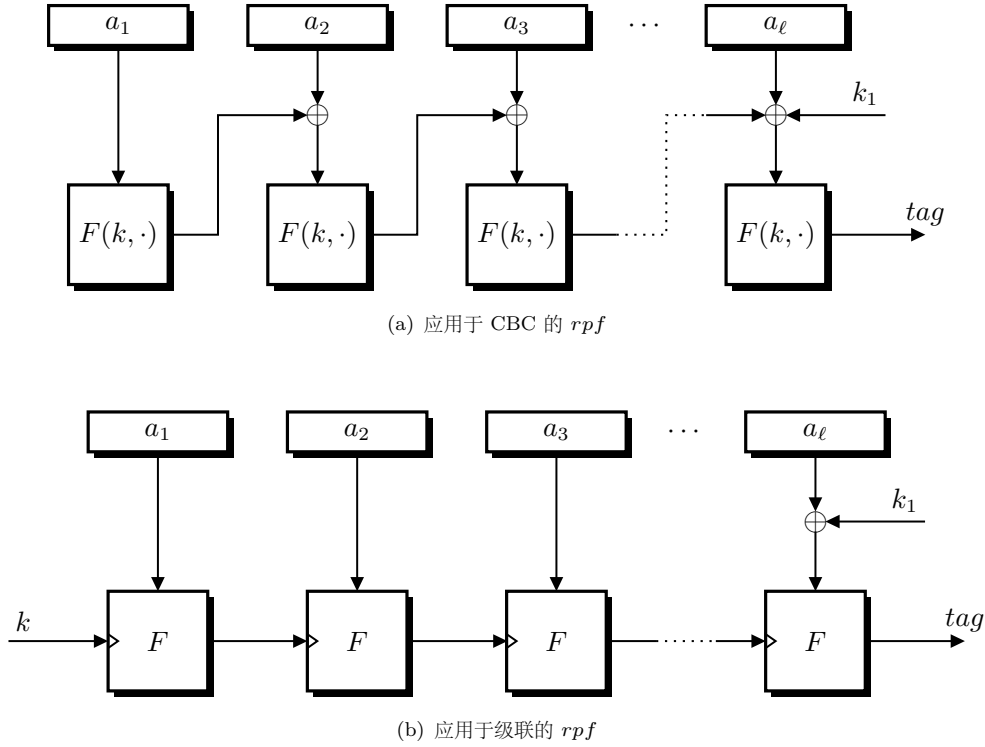 a₁ a₂ a₃ ⋯ a_ℓ
k₁
F(k, ·) F(k, ·) F(k, ·) F(k, ·) tag
(a) 应用于 CBC 的 rpf
a₁ a₂ a₃ ⋯ a_ℓ
k₁
k F F F F tag
(b) 应用于级联的 rpf